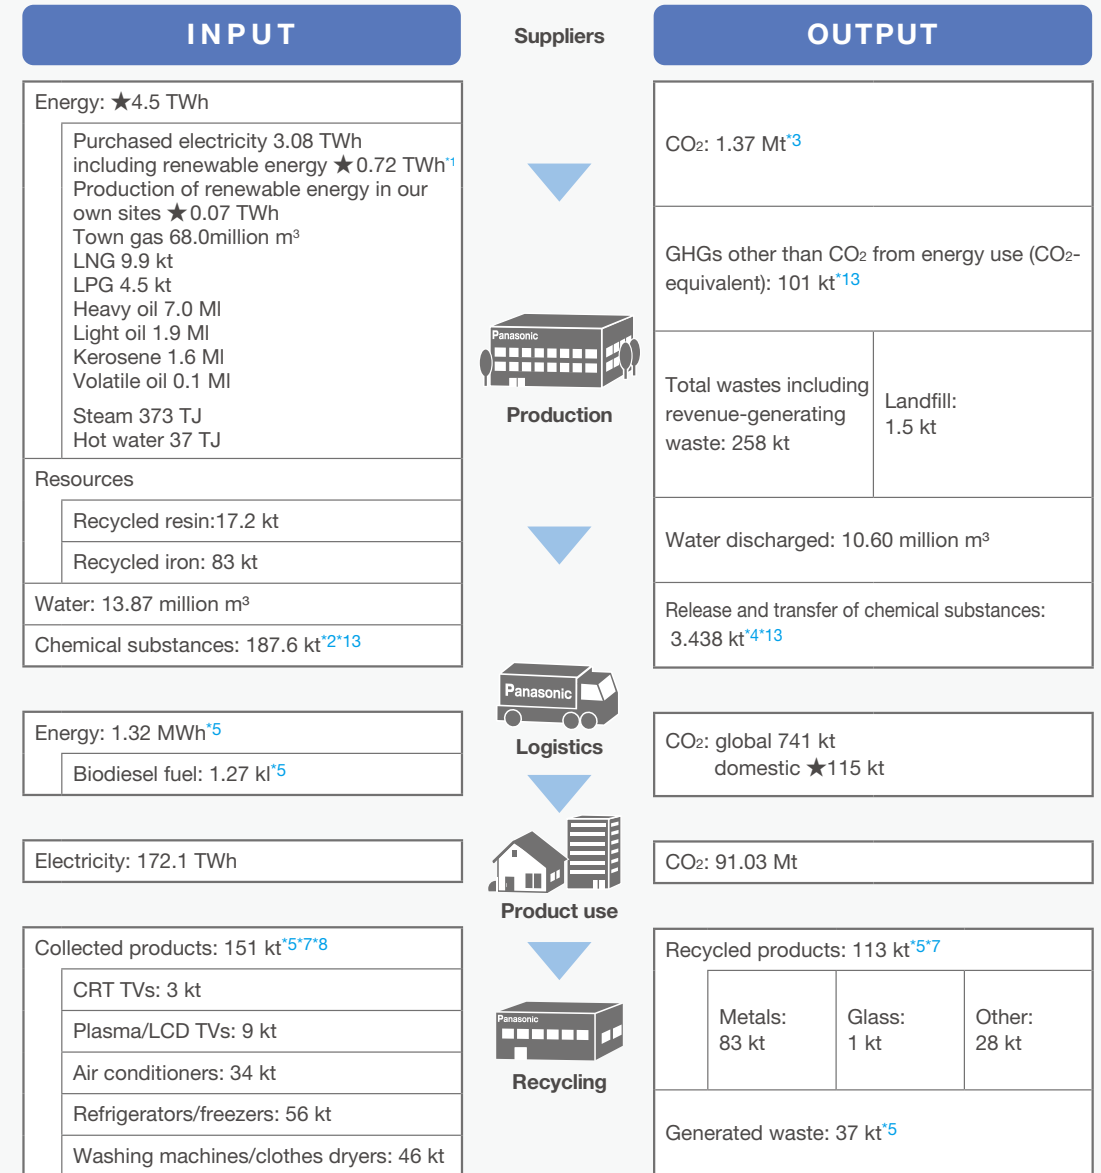 INPUT
Suppliers
OUTPUT
Energy: ★4.5 TWh
Purchased electricity 3.08 TWh
including renewable energy ★0.72 TWh*1
Production of renewable energy in our
own sites ★0.07 TWh
Town gas 68.0million m³
LNG 9.9 kt
LPG 4.5 kt
Heavy oil 7.0 Ml
Light oil 1.9 Ml
Kerosene 1.6 Ml
Volatile oil 0.1 Ml
Steam 373 TJ
Hot water 37 TJ
Resources
Recycled resin:17.2 kt
Recycled iron: 83 kt
Water: 13.87 million m³
Chemical substances: 187.6 kt*2*13
Panasonic
Production
CO2: 1.37 Mt*3
GHGs other than CO2 from energy use (CO2-
equivalent): 101 kt*13
Total wastes including
revenue-generating
waste: 258 kt
Landfill:
1.5 kt
Water discharged: 10.60 million m³
Release and transfer of chemical substances:
3.438 kt*4*13
Energy: 1.32 MWh*5
Biodiesel fuel: 1.27 kl*5
Panasonic
Logistics
CO2: global 741 kt
domestic ★115 kt
Electricity: 172.1 TWh
Product use
CO2: 91.03 Mt
Collected products: 151 kt*5*7*8
CRT TVs: 3 kt
Plasma/LCD TVs: 9 kt
Air conditioners: 34 kt
Refrigerators/freezers: 56 kt
Washing machines/clothes dryers: 46 kt
Panasonic
Recycling
Recycled products: 113 kt*5*7
Metals:
83 kt
Glass:
1 kt
Other:
28 kt
Generated waste: 37 kt*5